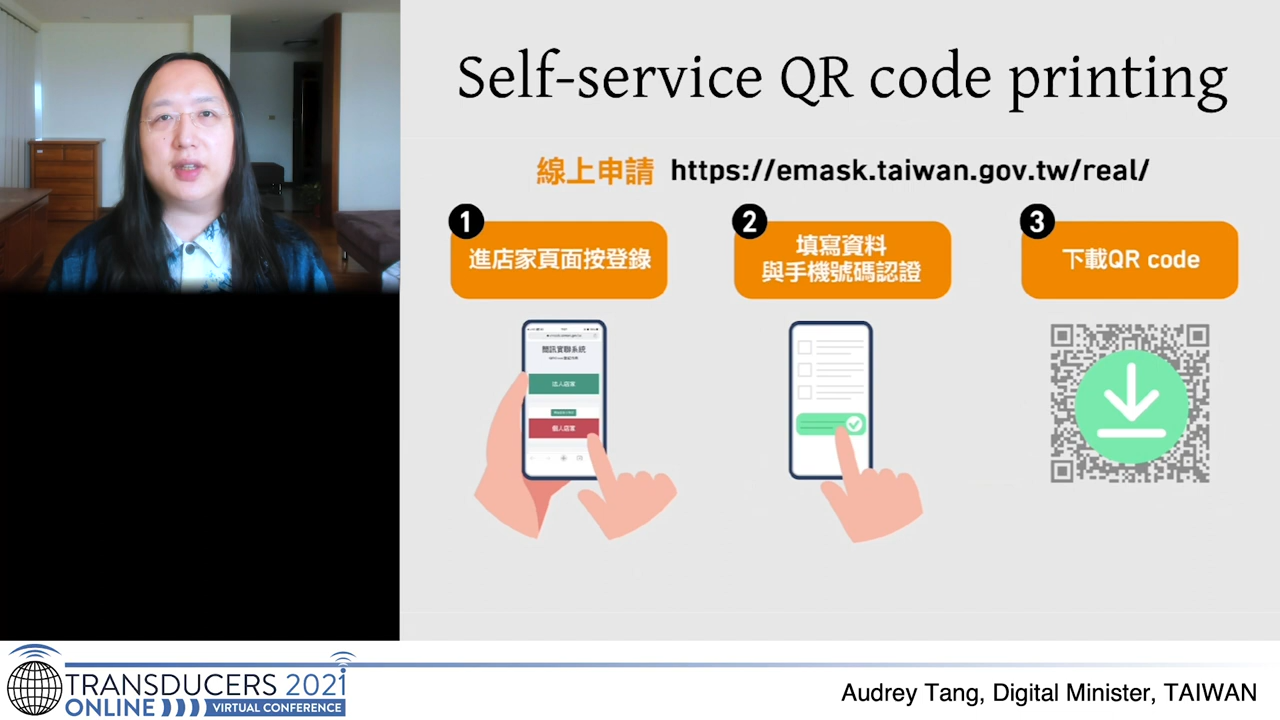 Self-service QR code printing
線上申請 https://emask.taiwan.gov.tw/real/
1
進店家頁面按登錄
2
填寫資料
與手機號碼認證
3
下載QR code
簡訊實聯系統
法人店家
個人店家
TRANSDUCERS 2021
ONLINE VIRTUAL CONFERENCE
Audrey Tang, Digital Minister, TAIWAN